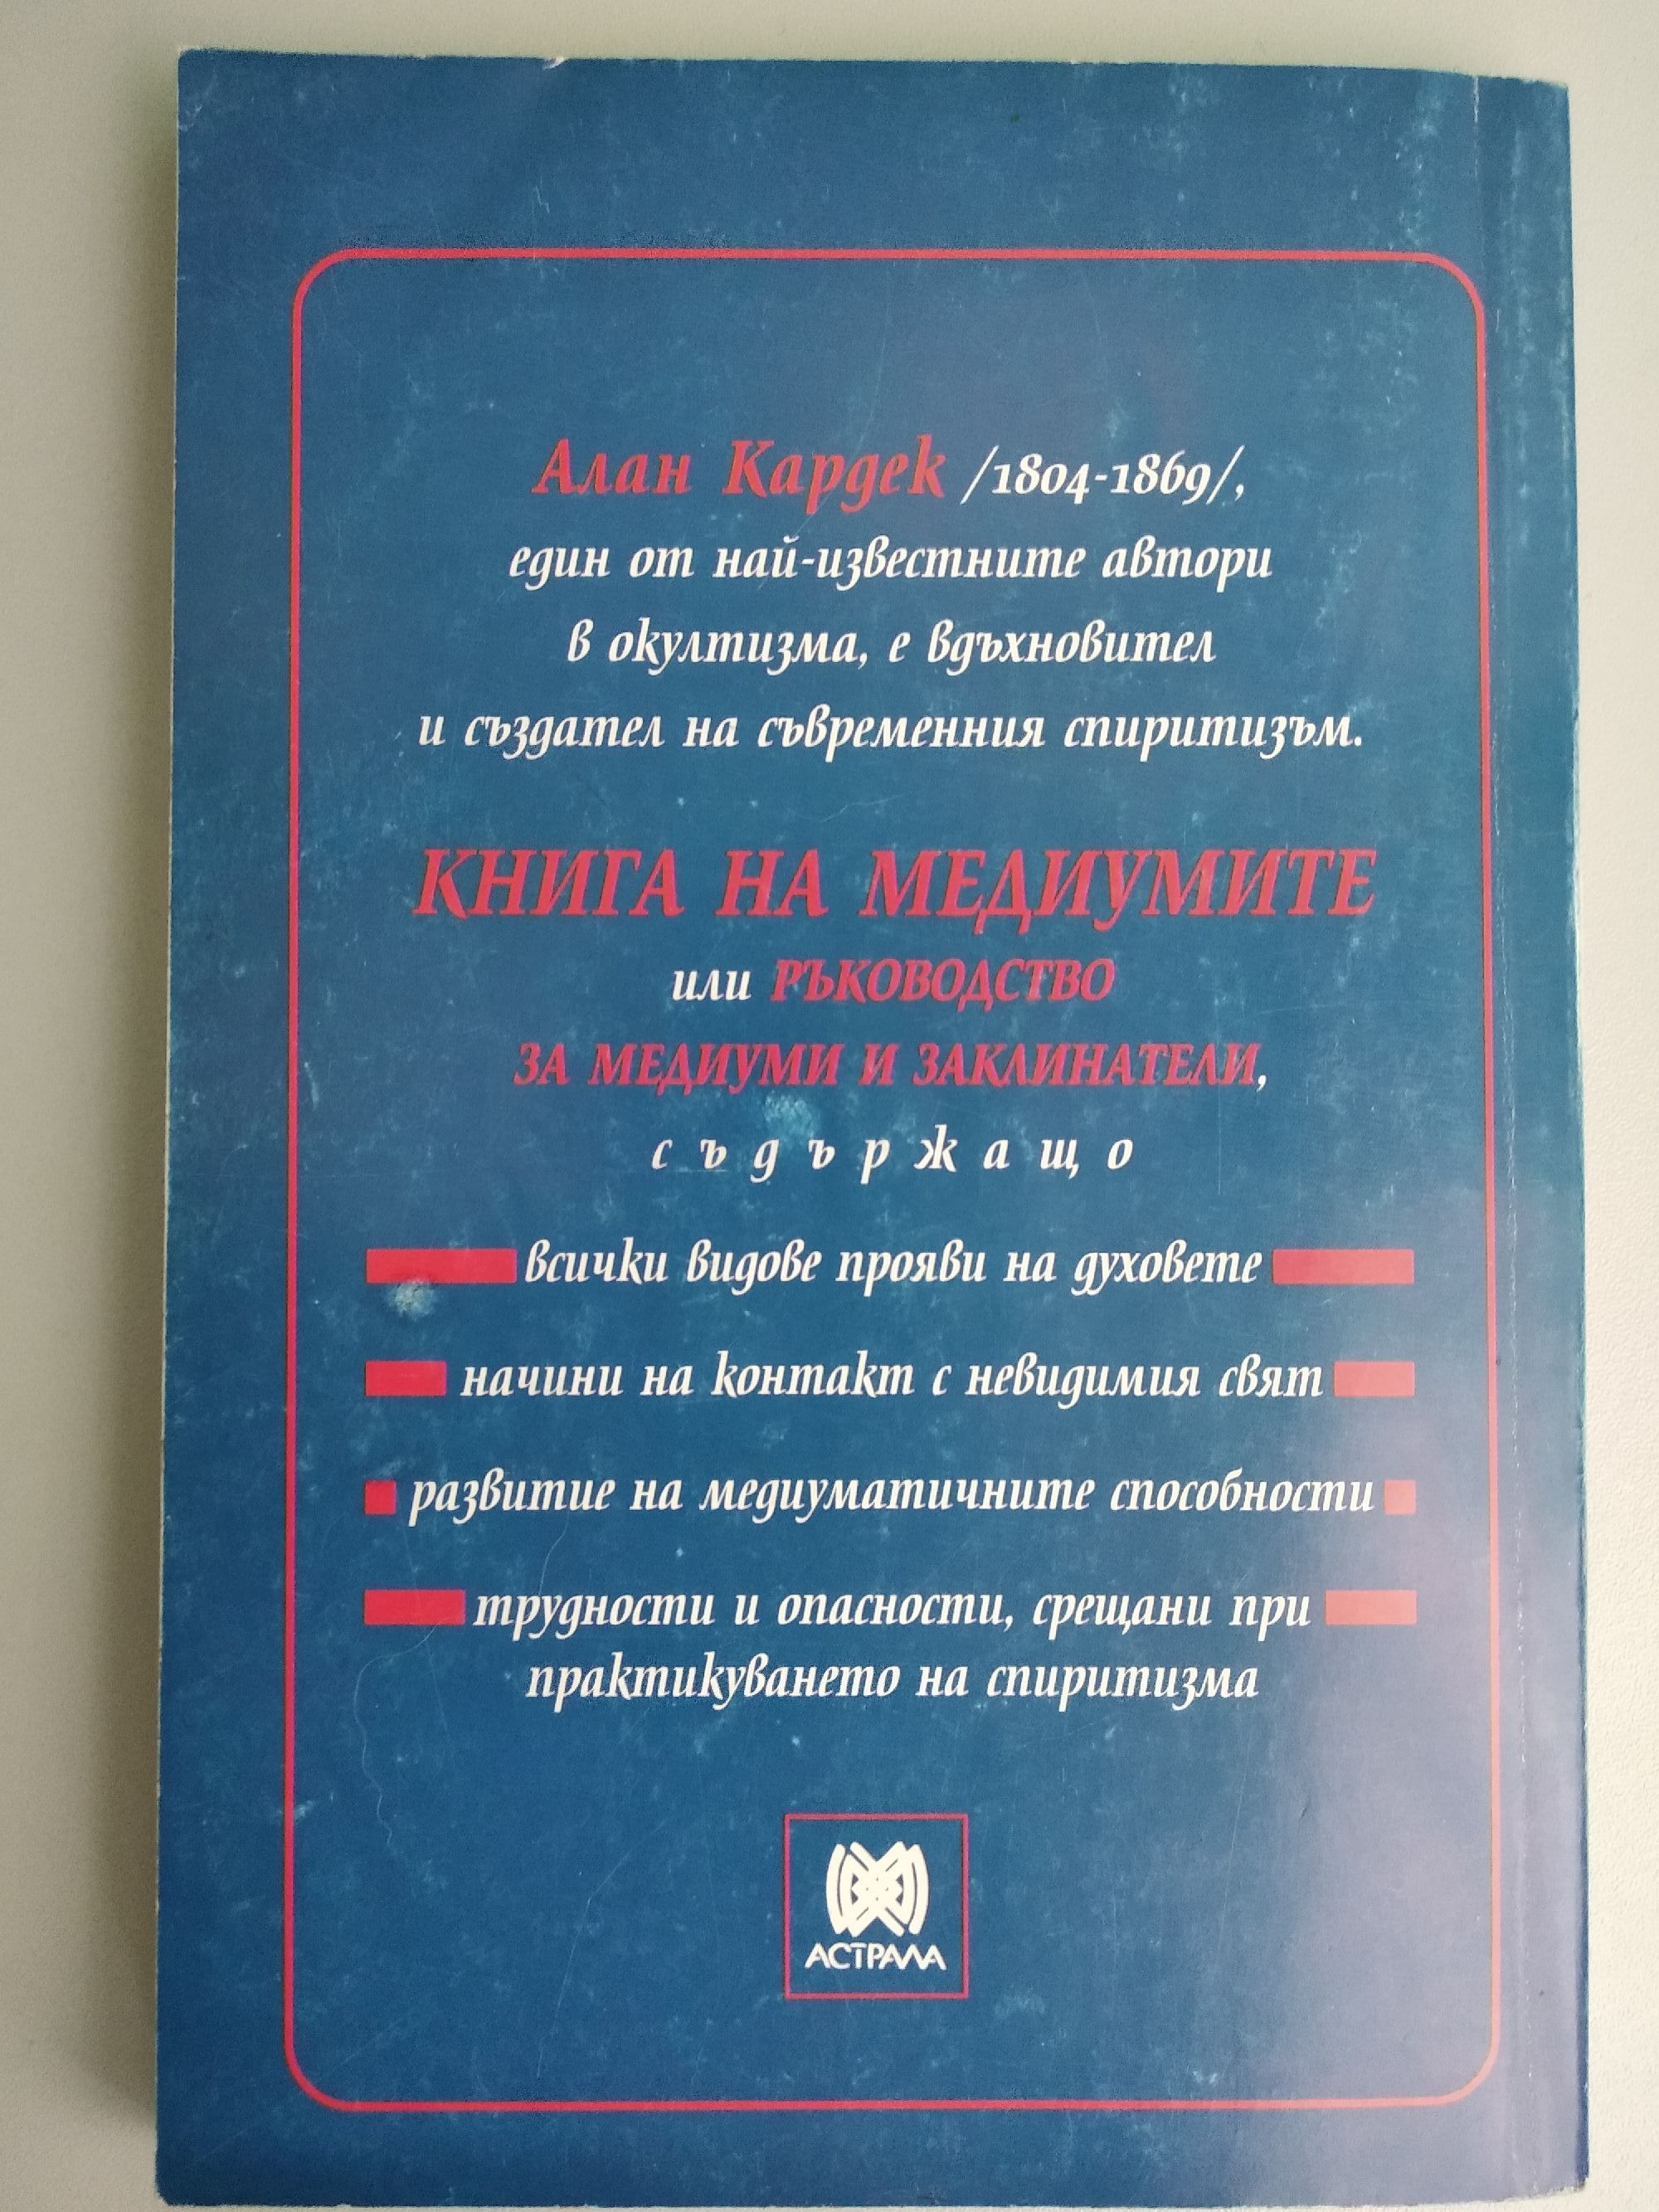 Алан Кардек /1804-1869/,
един от най-известните автори
в окултизма, е вдъхновител
и създател на съвременния спиритизъм.
КНИГА НА МЕДИУМИТЕ
или РЪКОВОДСТВО
ЗА МЕДИУМИ И ЗАКЛИНАТЕЛИ,
съдържащо
всички видове прояви на духовете
начини на контакт с невидимия свят
развитие на медиуматичните способности
трудности и опасности, срещани при
практикуването на спиритизма
АСТРАЛА